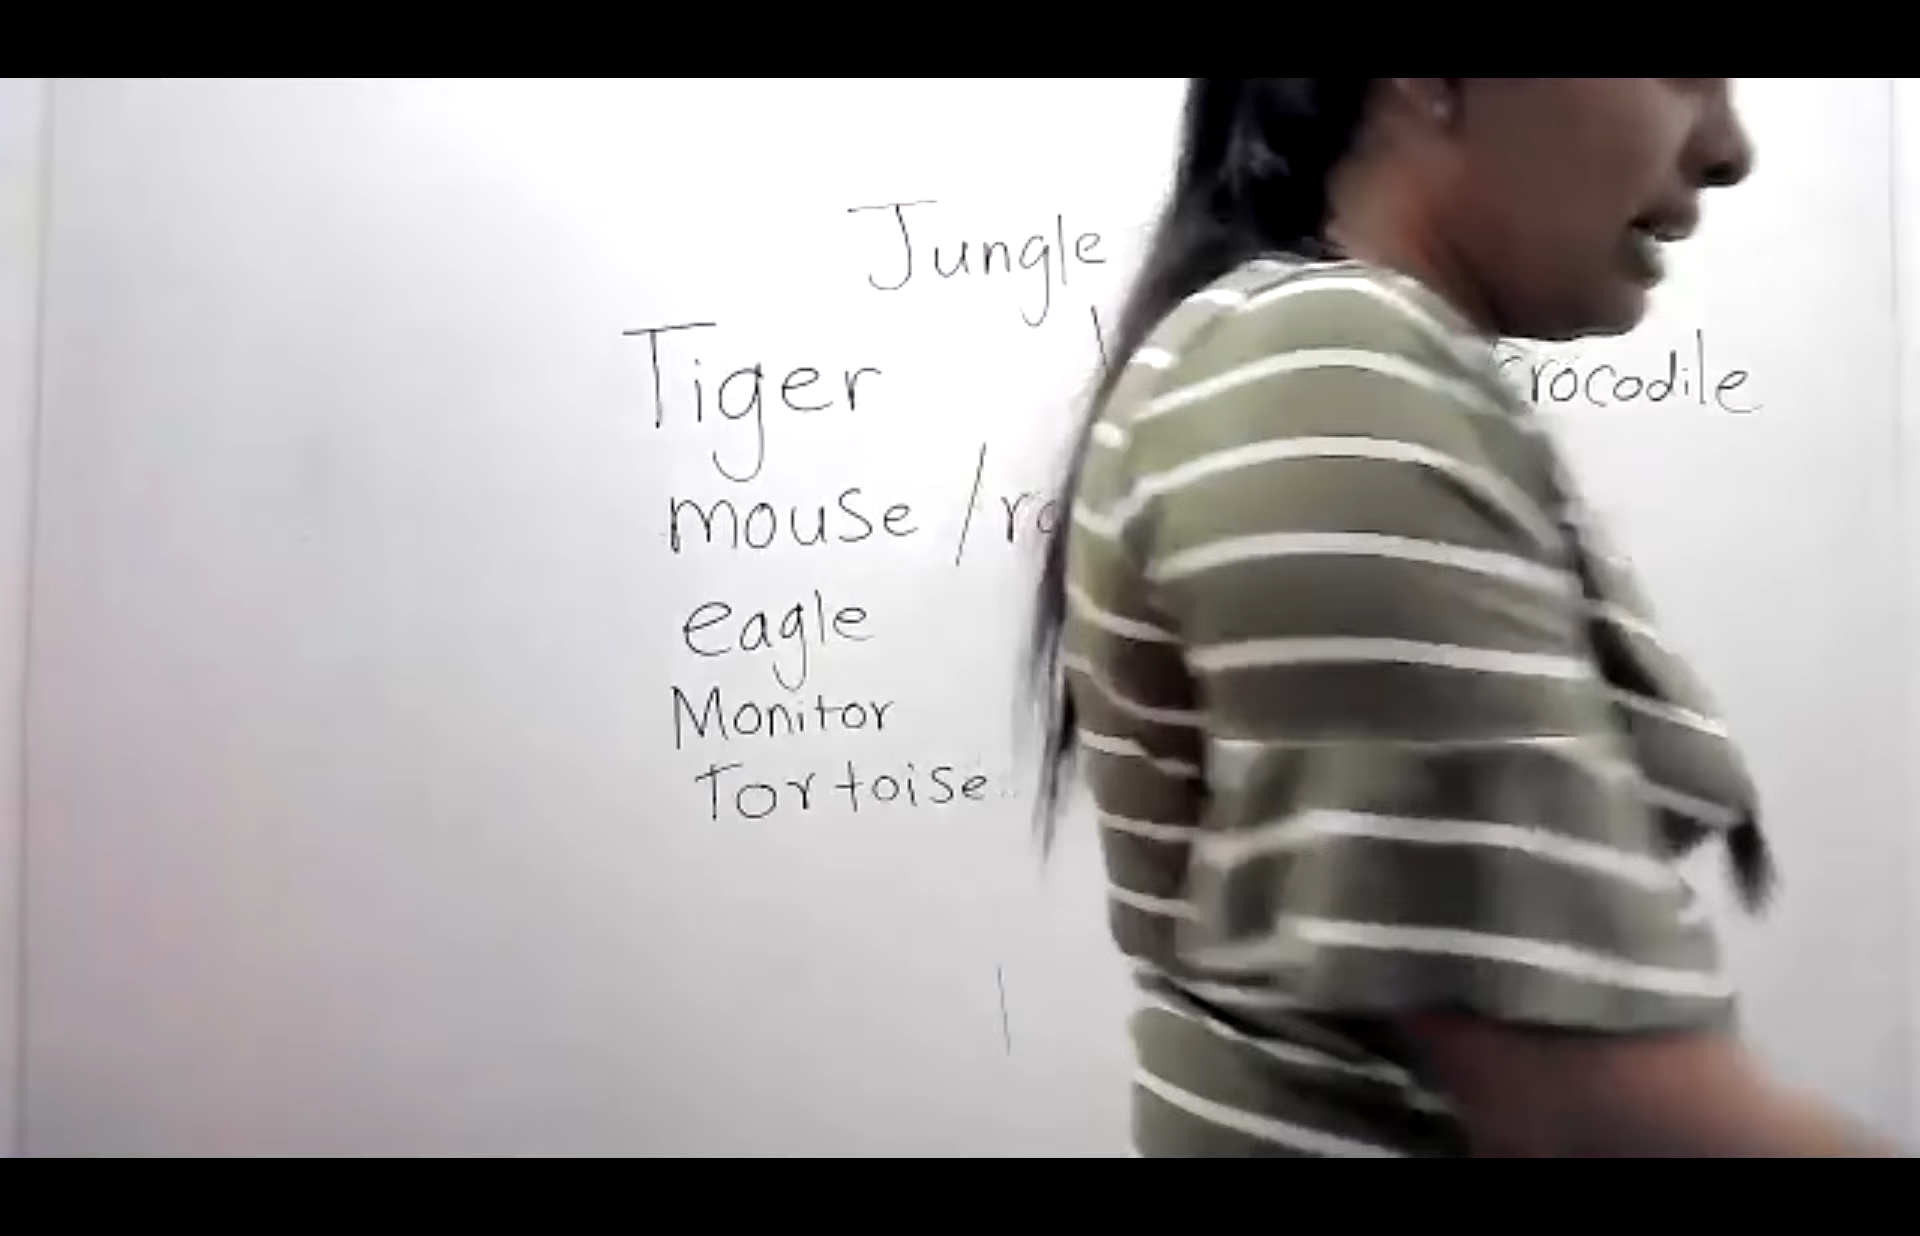 Jungle
Tiger
crocodile
mouse /
eagle
Monitor
Tortoise